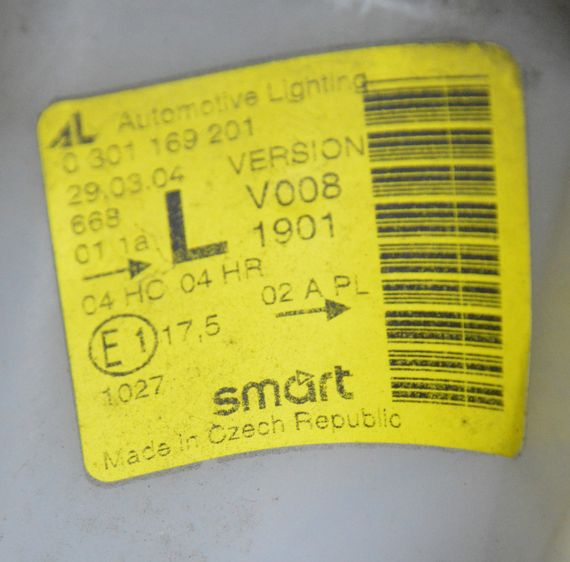 AL Automotive Lighting
0 301 169 201
29.03.04
VERSION
668
V008
01 1a
L
1901
04 HC 04 HR
02 A PL
E1 17,5
1027
smart
Made in Czech Republic